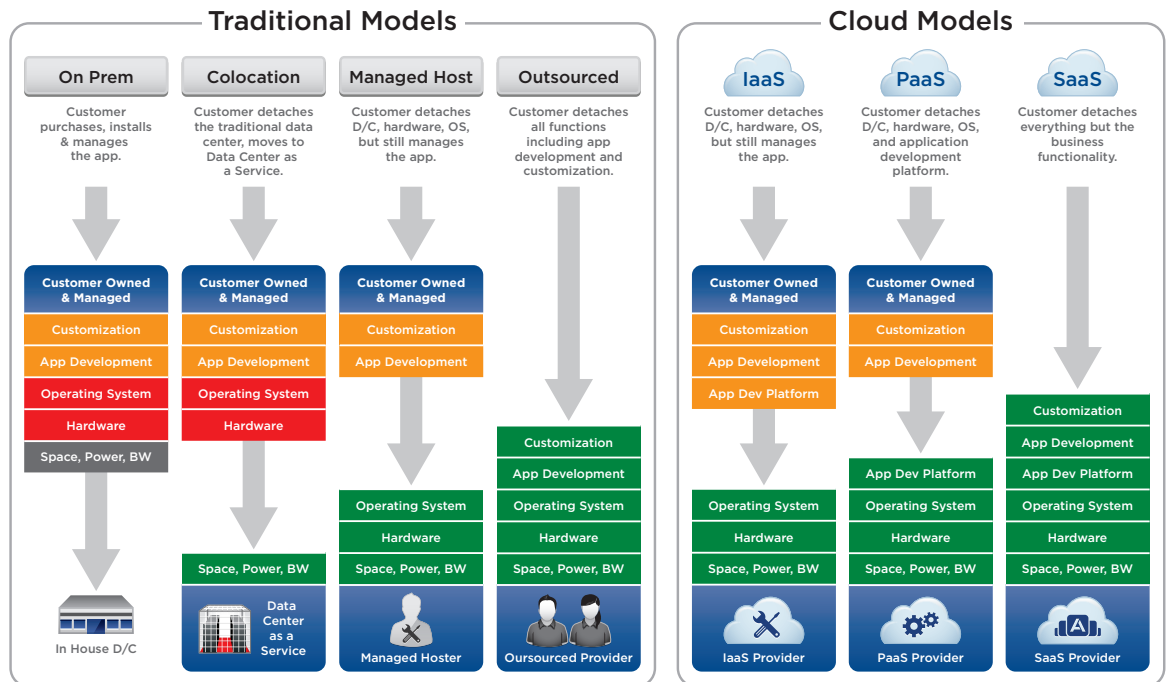 Traditional Models
On Prem
Customer
purchases, installs
& manages
the app.
Customer Owned
& Managed
Customization
App Development
Operating System
Hardware
Space, Power, BW
In House D/C
Colocation
Customer detaches
the traditional data
center, moves to
Data Center as
a Service.
Customer Owned
& Managed
Customization
App Development
Operating System
Hardware
Space, Power, BW
Data
Center
as a
Service
Managed Host
Customer detaches
D/C, hardware, OS,
but still manages
the app.
Customer Owned
& Managed
Customization
App Development
Operating System
Hardware
Space, Power, BW
Managed Hoster
Outsourced
Customer detaches
all functions
including app
development and
customization.
Customization
App Development
Operating System
Hardware
Space, Power, BW
Oursourced Provider
Cloud Models
IaaS
Customer detaches
D/C, hardware, OS,
but still manages
the app.
Customer Owned
& Managed
Customization
App Development
App Dev Platform
Operating System
Hardware
Space, Power, BW
IaaS Provider
PaaS
Customer detaches
D/C, hardware, OS,
and application
development
platform.
Customer Owned
& Managed
Customization
App Development
App Dev Platform
Operating System
Hardware
Space, Power, BW
PaaS Provider
SaaS
Customer detaches
everything but the
business
functionality.
Customization
App Development
App Dev Platform
Operating System
Hardware
Space, Power, BW
A
SaaS Provider